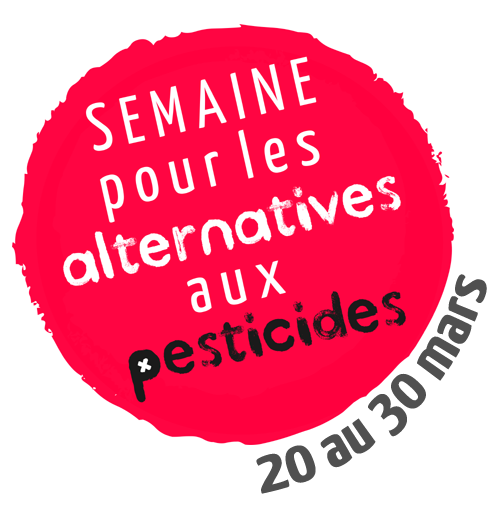 SEMAINE
pour les
alternatives
aux
pesticides
20 au 30 mars